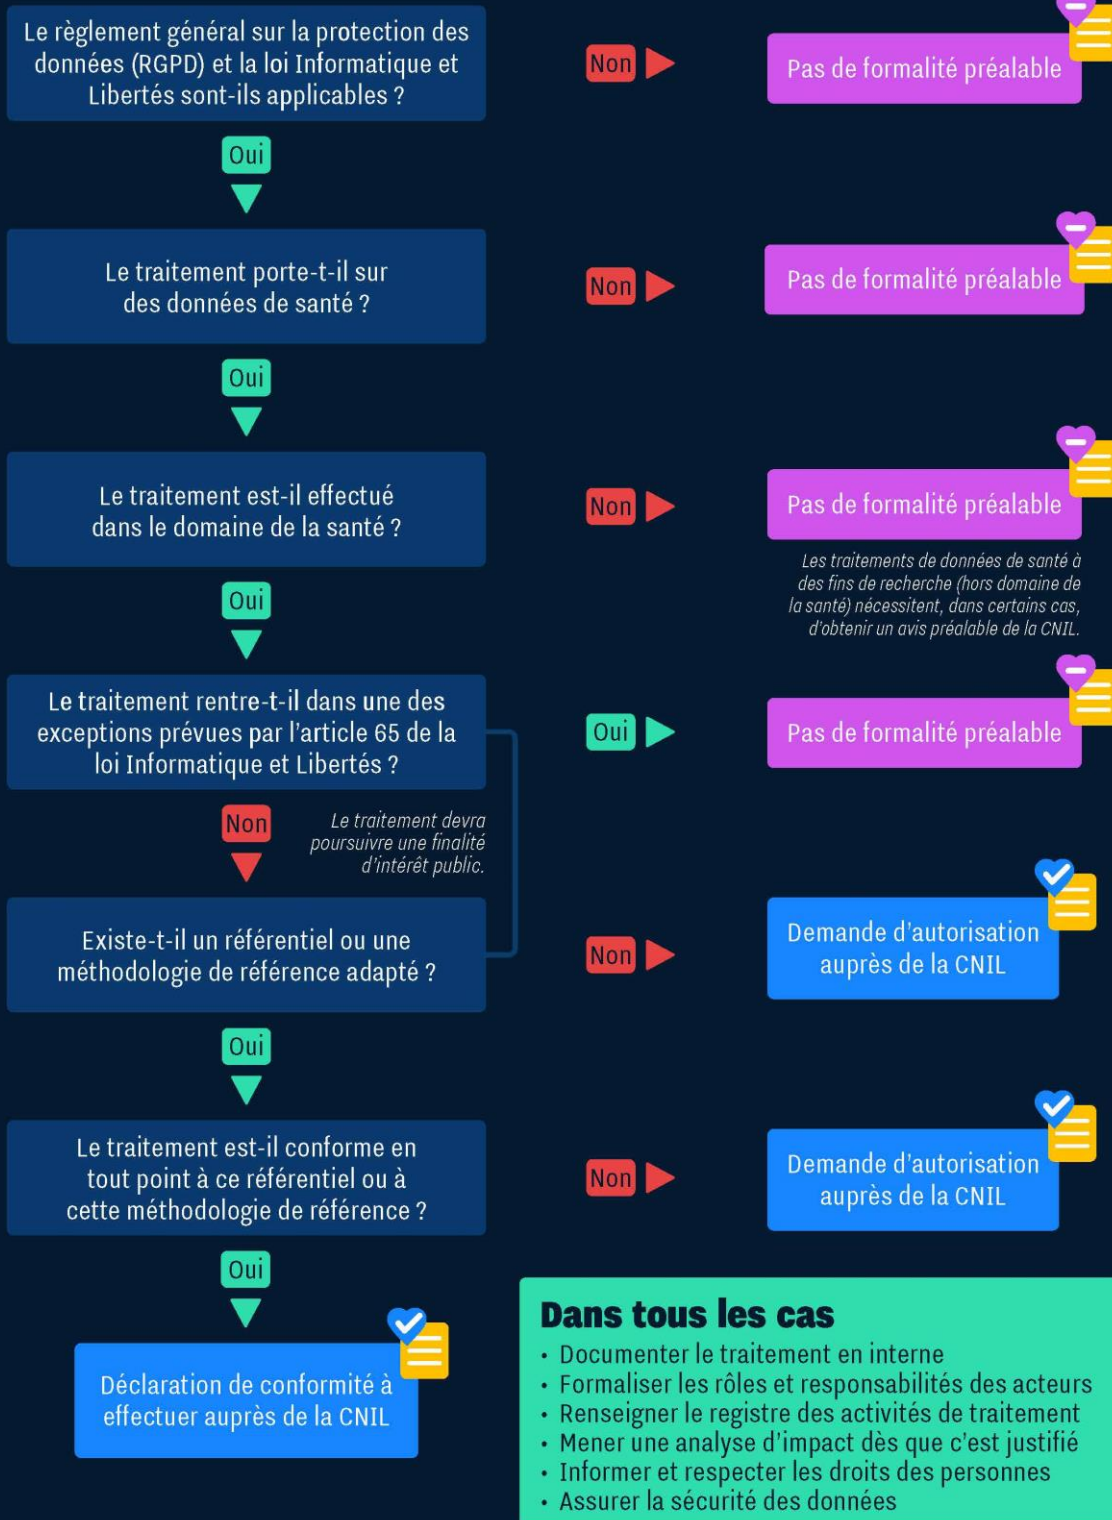 Le règlement général sur la protection des
données (RGPD) et la loi Informatique et
Libertés sont-ils applicables ?
Non
Pas de formalité préalable
Oui
Le traitement porte-t-il sur
des données de santé ?
Non
Pas de formalité préalable
Oui
Le traitement est-il effectué
dans le domaine de la santé ?
Non
Pas de formalité préalable
Les traitements de données de santé à
des fins de recherche (hors domaine de
la santé) nécessitent, dans certains cas,
d'obtenir un avis préalable de la CNIL.
Oui
Le traitement rentre-t-il dans une des
exceptions prévues par l'article 65 de la
loi Informatique et Libertés ?
Oui
Pas de formalité préalable
Non
Le traitement devra
poursuivre une finalité
d'intérêt public.
Existe-t-il un référentiel ou une
méthodologie de référence adapté ?
Non
Demande d'autorisation
auprès de la CNIL
Oui
Le traitement est-il conforme en
tout point à ce référentiel ou à
cette méthodologie de référence ?
Non
Demande d'autorisation
auprès de la CNIL
Oui
Déclaration de conformité à
effectuer auprès de la CNIL
Dans tous les cas
• Documenter le traitement en interne
• Formaliser les rôles et responsabilités des acteurs
• Renseigner le registre des activités de traitement
• Mener une analyse d'impact dès que c'est justifié
• Informer et respecter les droits des personnes
• Assurer la sécurité des données